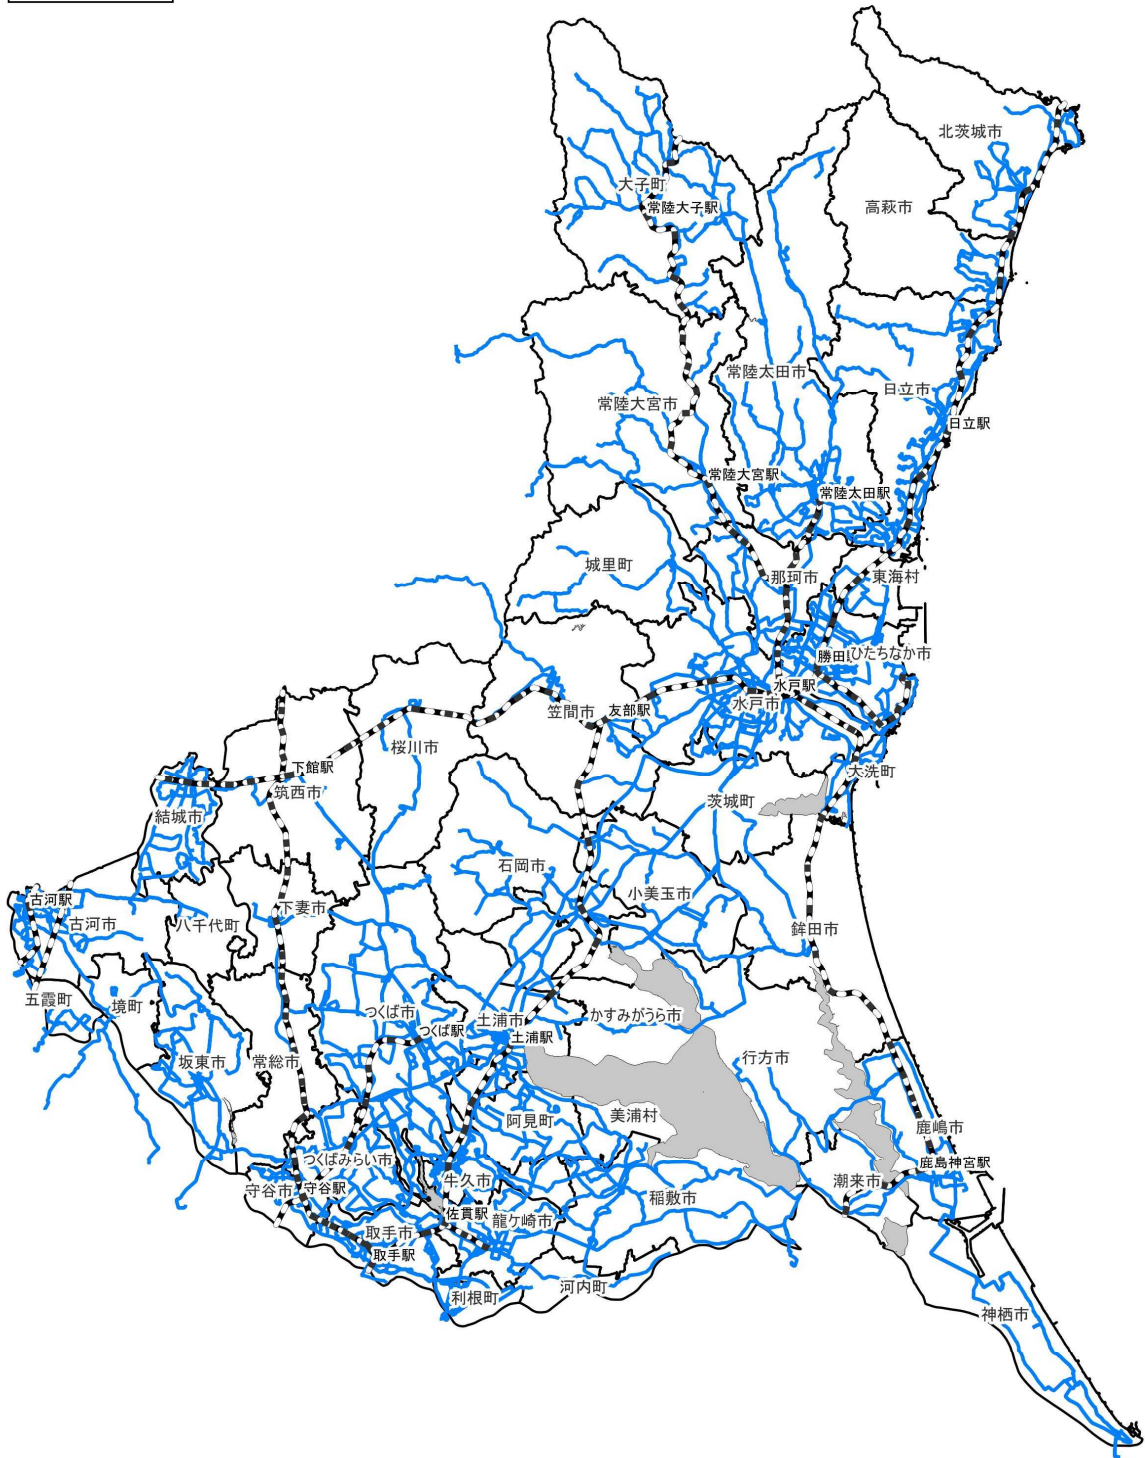 北茨城市
大子町
高萩市
常陸大子駅
常陸太田市
日立市
常陸大宮市
日立駅
常陸大宮駅
常陸太田駅
城里町
那珂市
東海村
勝田
ひたちなか市
水戸駅
水戸市
笠間市
友部駅
桜川市
下館駅
大洗町
筑西市
茨城町
結城市
石岡市
小美玉市
古河駅
下妻市
古河市
八千代町
鉾田市
五霞町
境町
つくば市
かすみがうら市
土浦市
つくば駅
土浦駅
坂東市
常総市
行方市
阿見町
美浦村
鹿嶋市
つくばみらい市
鹿島神宮駅
牛久市
潮来市
守谷市
守谷駅
稲敷市
佐貫駅
龍ケ崎市
取手市
取手駅
河内町
利根町
神栖市